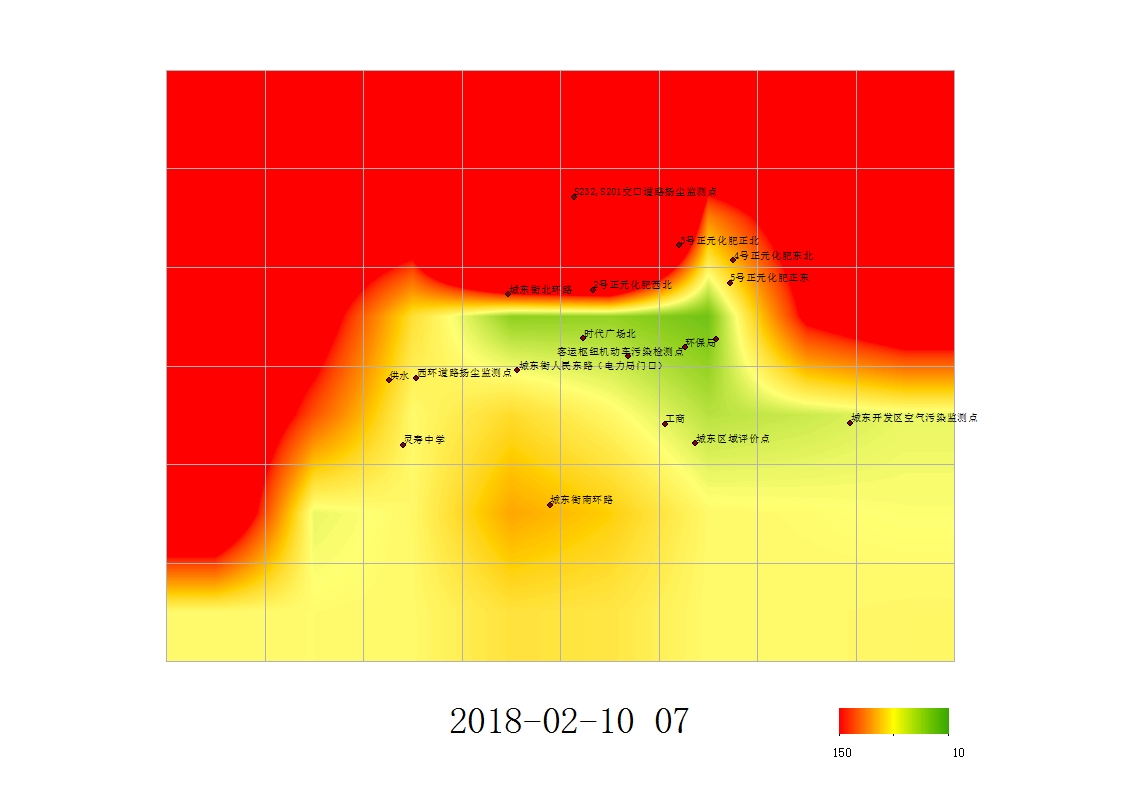 S232,S201交口道路扬尘监测点
3号正元化肥正北
4号正元化肥东北
5号正元化肥正东
2号正元化肥西北
城东街北环路
时代广场北
环保局
客运枢纽机动车污染检测点
城东街人民东路（电力局门口）
西环道路扬尘监测点
供水
工商
城东开发区空气污染监测点
城东区域评价点
灵寿中学
城东街南环路
2018-02-10 07
150
10